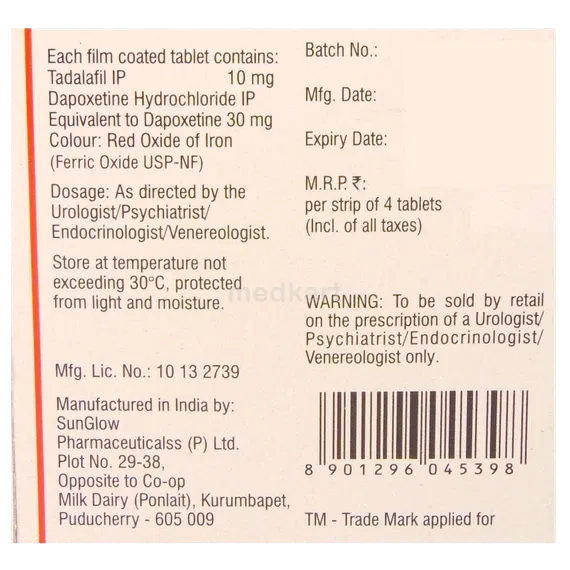 Each film coated tablet contains:
Tadalafil IP 10 mg
Dapoxetine Hydrochloride IP
Equivalent to Dapoxetine 30 mg
Colour: Red Oxide of Iron
(Ferric Oxide USP-NF)
Dosage: As directed by the
Urologist/Psychiatrist/
Endocrinologist/Venereologist.
Store at temperature not
exceeding 30°C, protected
from light and moisture.
Mfg. Lic. No.: 10 13 2739
Manufactured in India by:
SunGlow
Pharmaceuticalss (P) Ltd.
Plot No. 29-38,
Opposite to Co-op
Milk Dairy (Ponlait), Kurumbapet,
Puducherry - 605 009
Batch No.:
Mfg. Date:
Expiry Date:
M.R.P. ₹:
per strip of 4 tablets
(Incl. of all taxes)
medkart
WARNING: To be sold by retail
on the prescription of a Urologist/
Psychiatrist/Endocrinologist/
Venereologist only.
8 901296 045398
TM - Trade Mark applied for